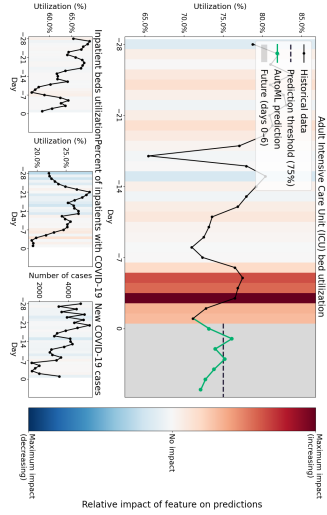 Adult Intensive Care Unit (ICU) bed utilization
Utilization (%)
85.0%
80.0%
75.0%
70.0%
65.0%
Historical data
Prediction threshold (75%)
AutoML prediction
Future (days 0–6)
−28
−21
−14
−7
0
Day
Inpatient beds utilization
Utilization (%)
65.0%
60.0%
−28
−21
−14
−7
0
Day
Percent of inpatients with COVID-19
Utilization (%)
25.0%
20.0%
−28
−21
−14
−7
0
Day
New COVID-19 cases
Number of cases
4000
2000
−28
−21
−14
−7
0
Day
Maximum impact
(increasing)
No impact
Maximum impact
(decreasing)
Relative impact of feature on predictions